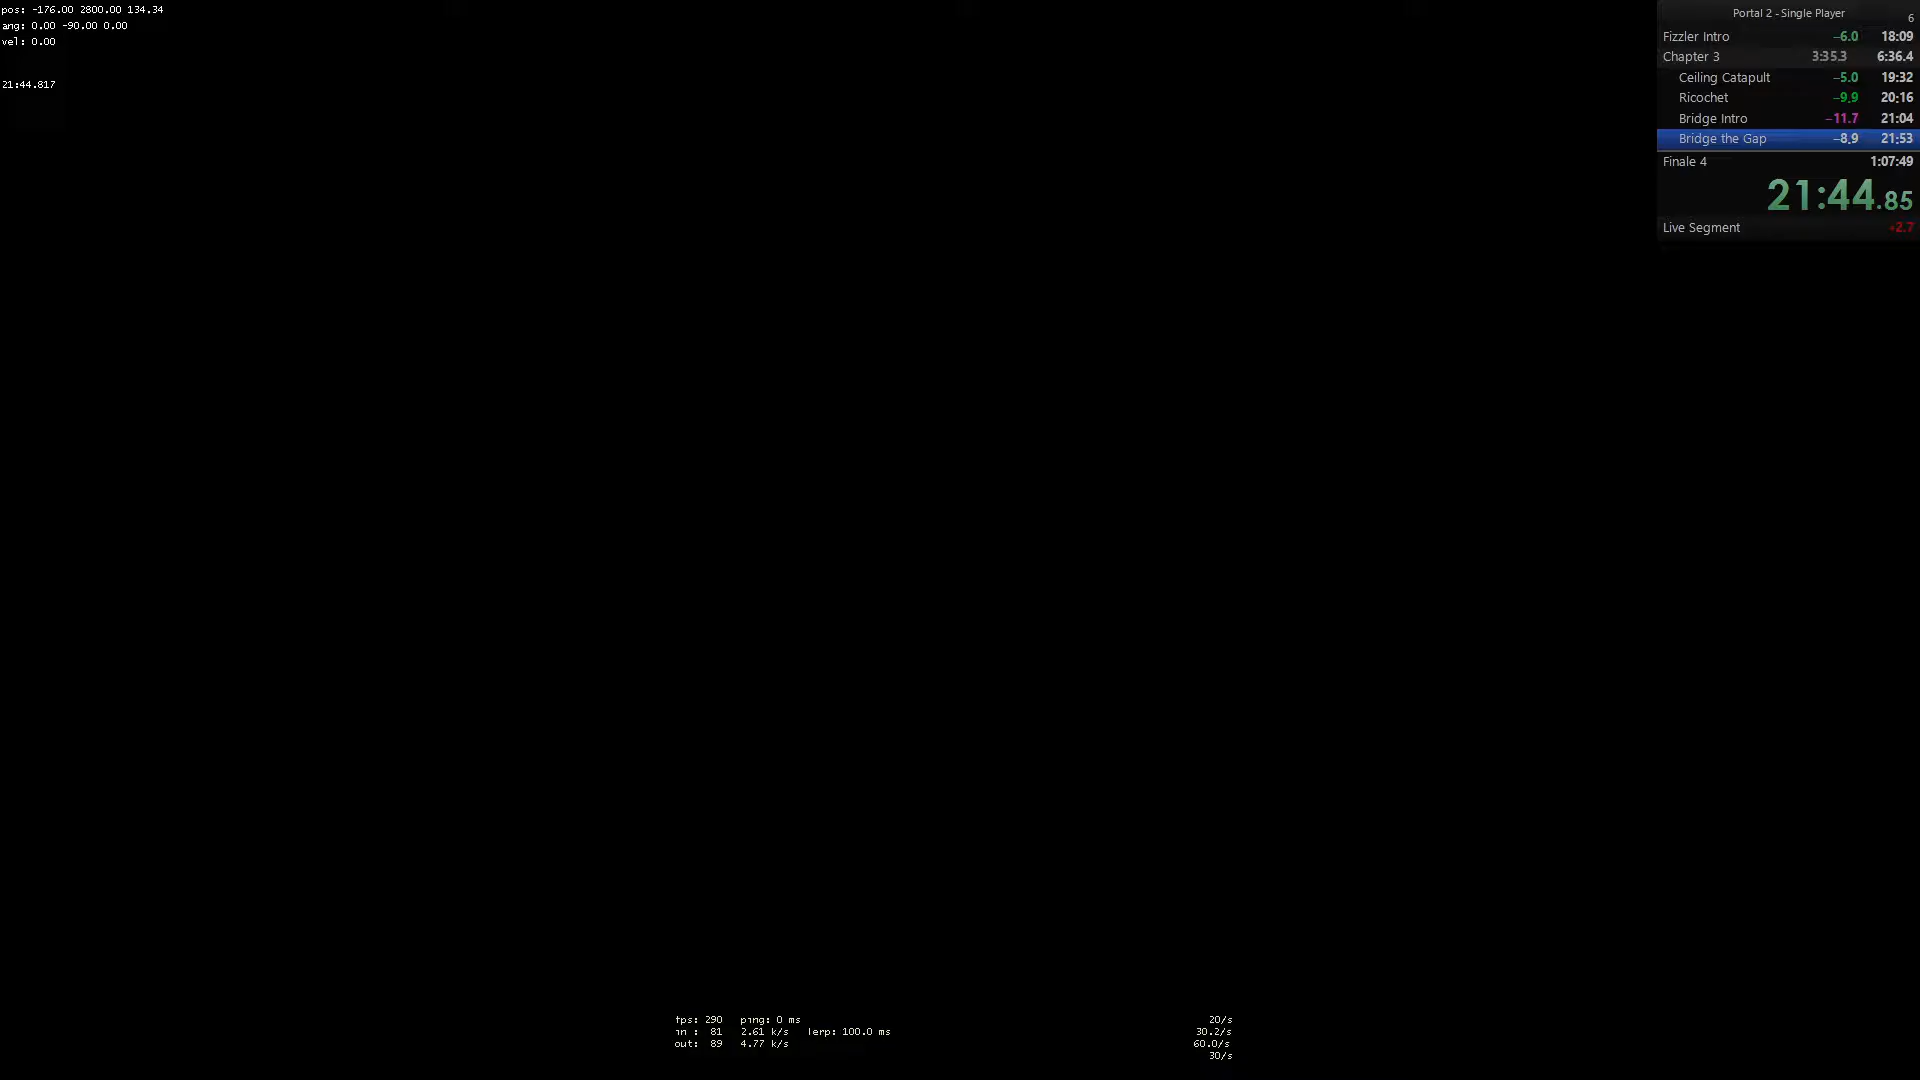 pos: -176.00 2800.00 134.34
ang: 0.00 -90.00 0.00
vel: 0.00
21:44.817
Portal 2 - Single Player
6
Fizzler Intro −6.0 18:09
Chapter 3 3:35.3 6:36.4
Ceiling Catapult −5.0 19:32
Ricochet −9.9 20:16
Bridge Intro −11.7 21:04
Bridge the Gap −8.9 21:53
Finale 4 1:07:49
21:44.85
Live Segment +2.7
fps: 290 ping: 0 ms 20/s
in : 81 2.61 k/s lerp: 100.0 ms 30.2/s
out: 89 4.77 k/s 60.0/s
30/s